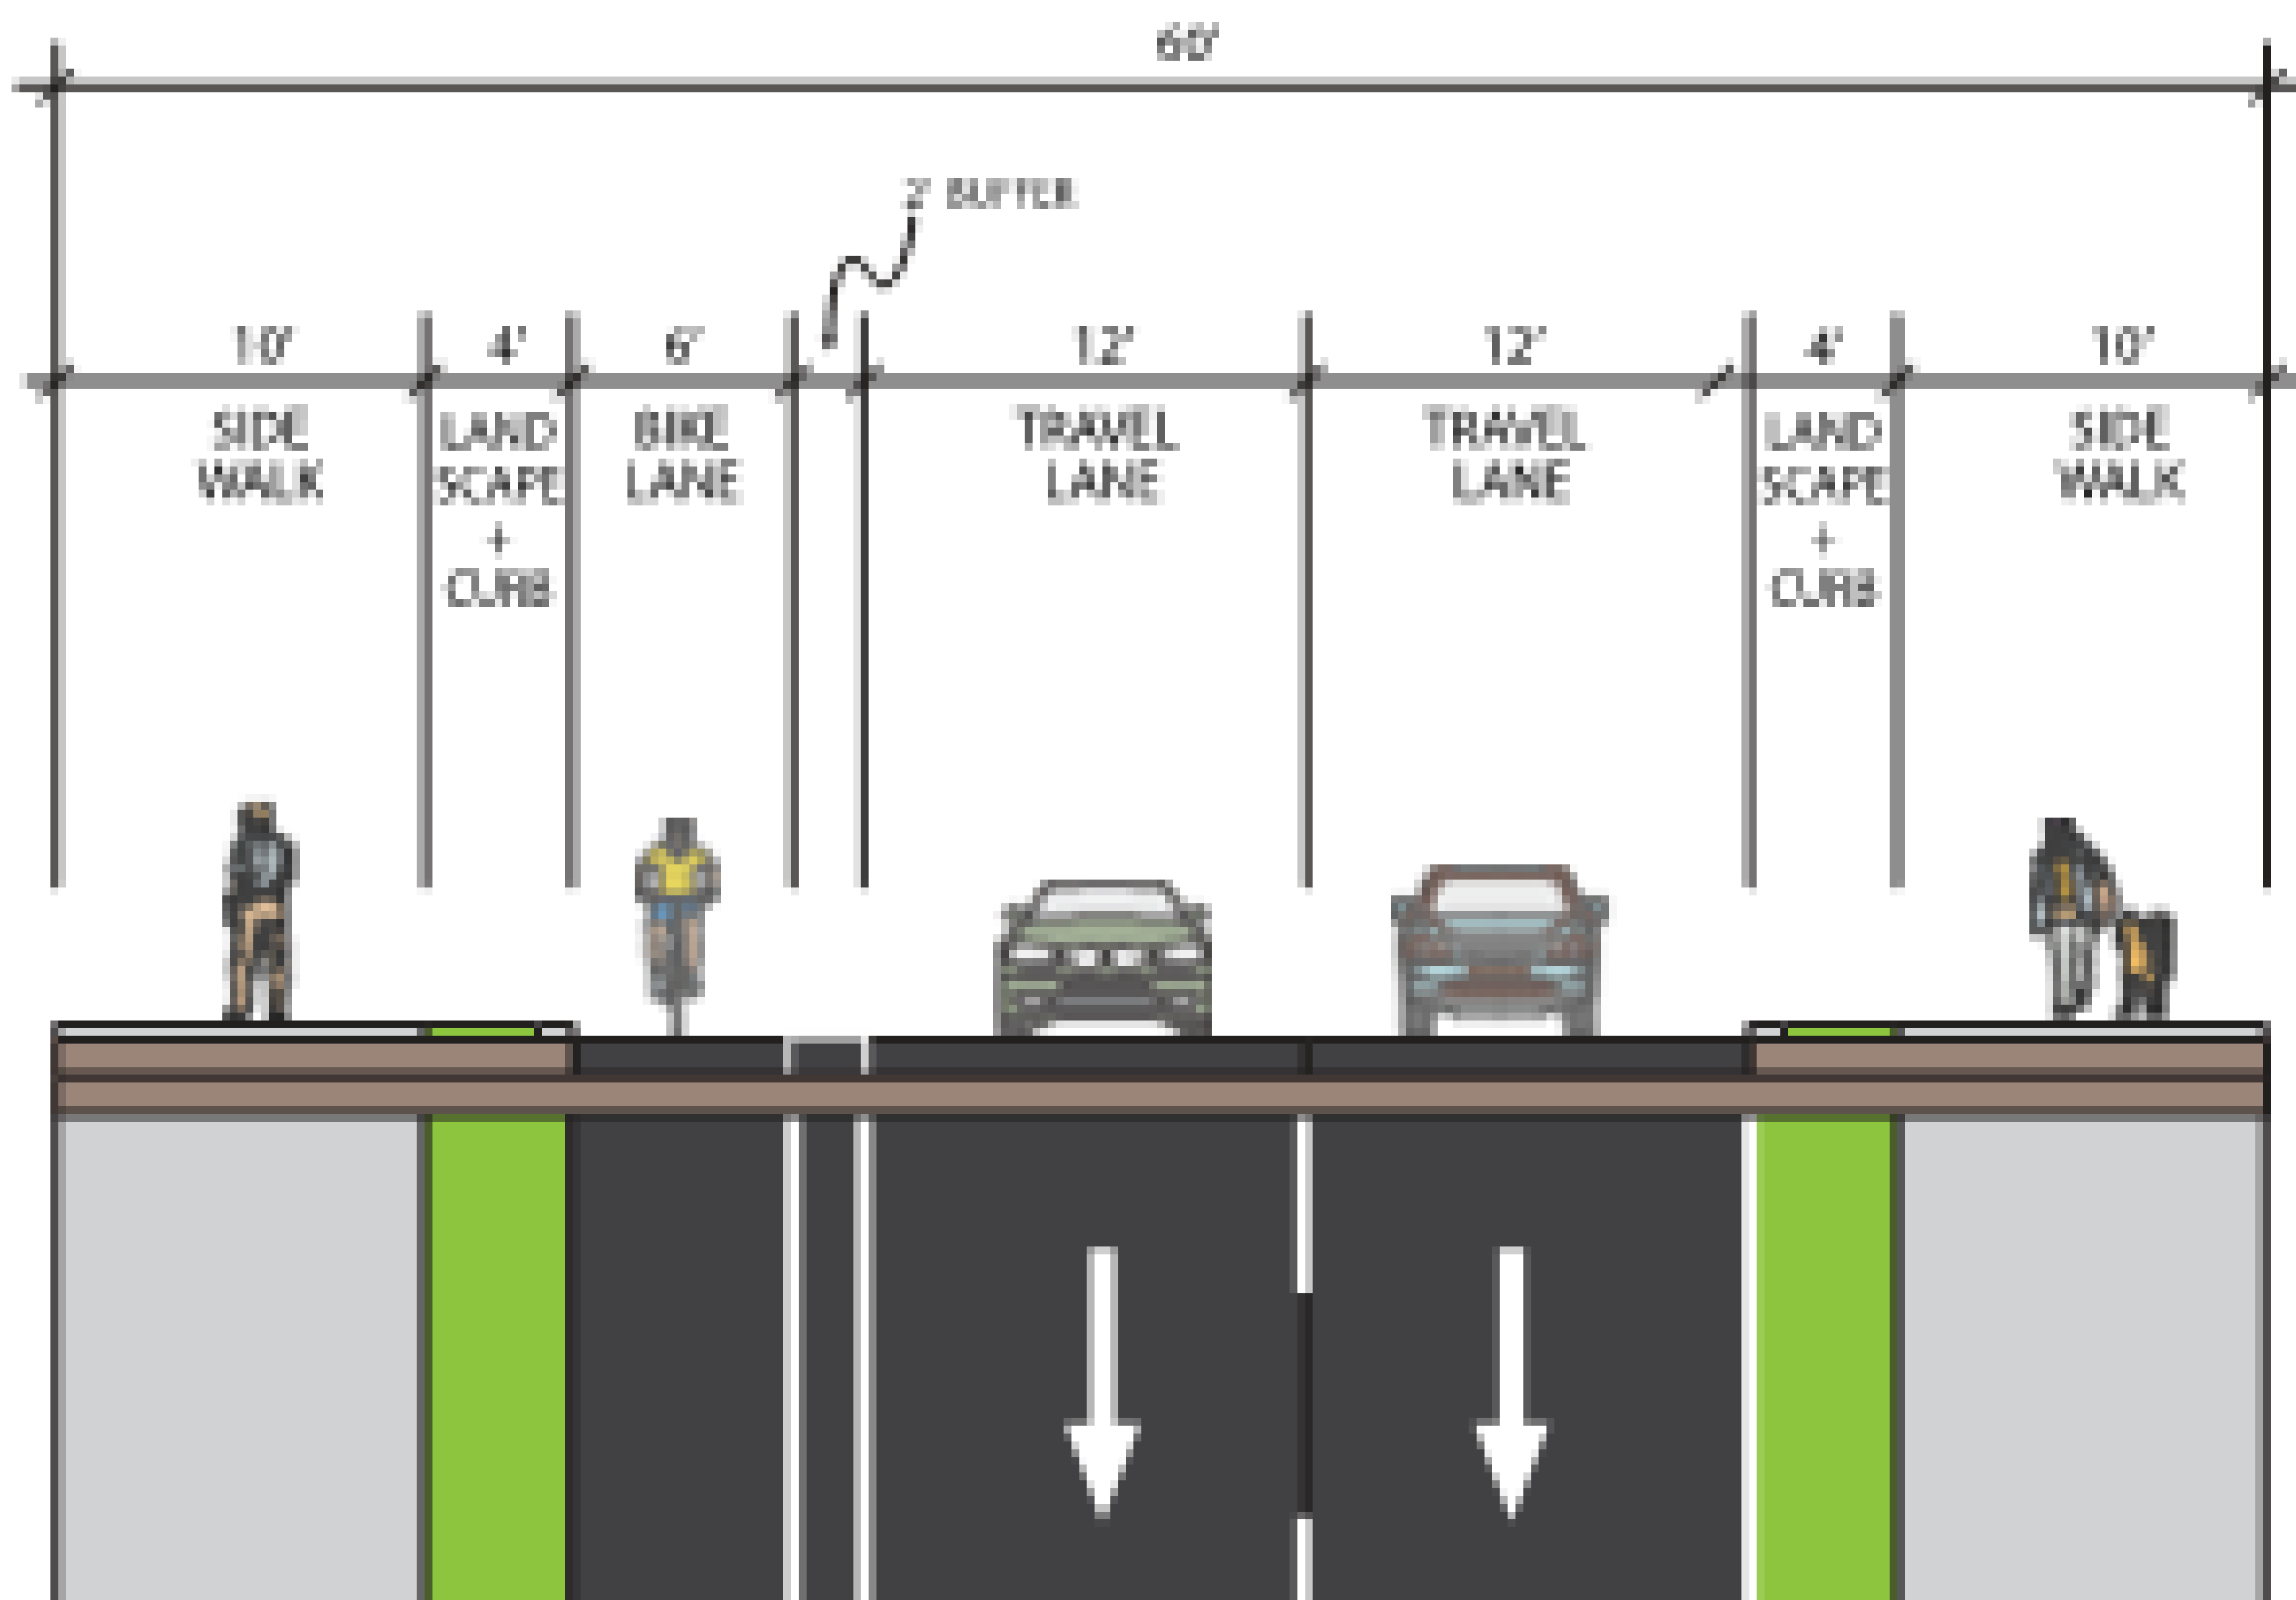 60'
2' BUFFER
10' 4' 6' 12' 12' 4' 10'
SIDE
WALK
LAND
SCAPE
+
CURB
BIKE
LANE
TRAVEL
LANE
TRAVEL
LANE
LAND
SCAPE
+
CURB
SIDE
WALK